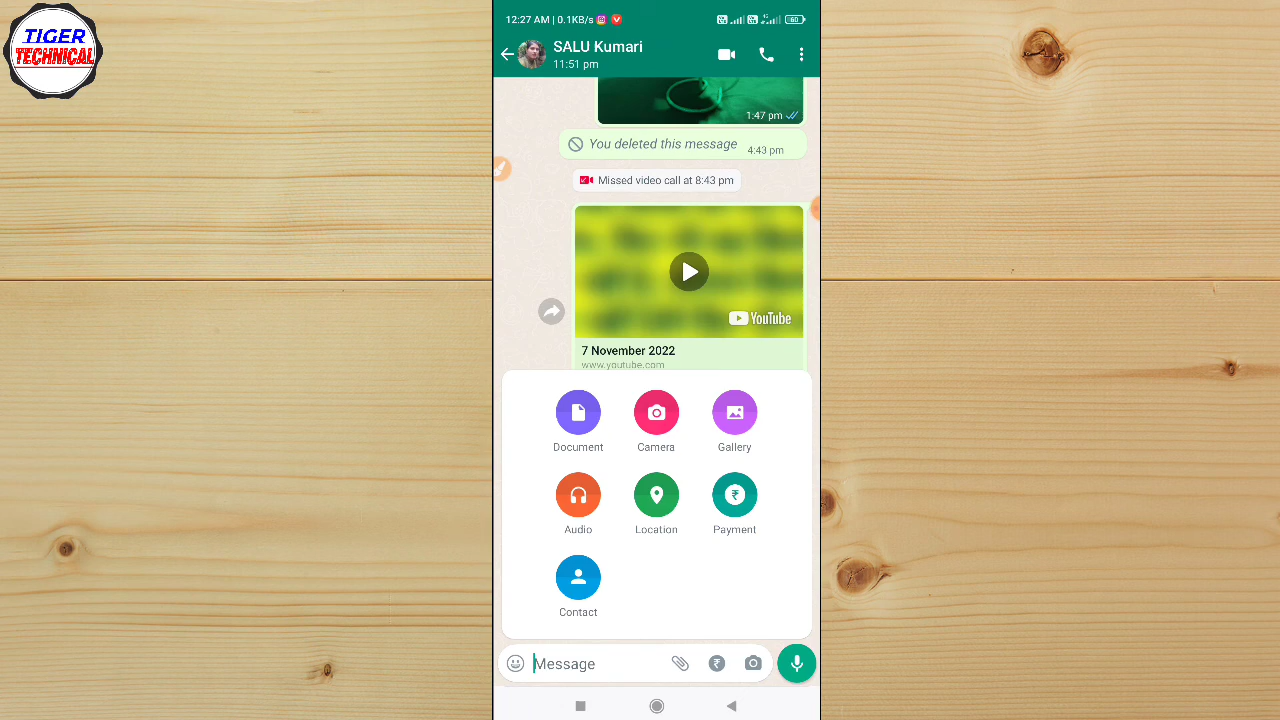 TIGER
TECHNICAL
12:27 AM | 0.1KB/s
60
SALU Kumari
11:51 pm
1:47 pm
You deleted this message 4:43 pm
Missed video call at 8:43 pm
YouTube
7 November 2022
www.youtube.com
Document Camera Gallery
Audio Location Payment
Contact
Message